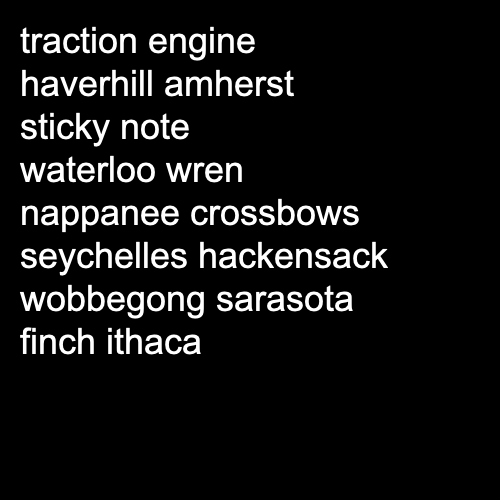 traction engine
haverhill amherst
sticky note
waterloo wren
nappanee crossbows
seychelles hackensack
wobbegong sarasota
finch ithaca